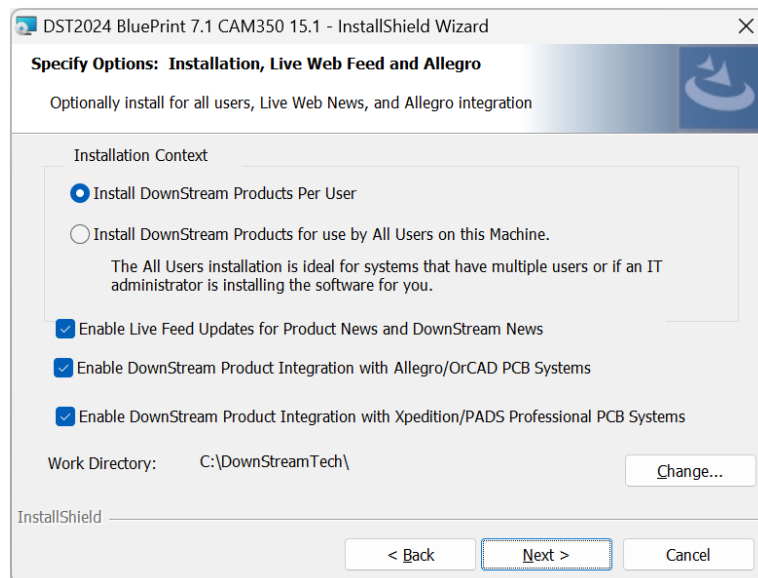 DST2024 BluePrint 7.1 CAM350 15.1 - InstallShield Wizard
Specify Options: Installation, Live Web Feed and Allegro
Optionally install for all users, Live Web News, and Allegro integration
Installation Context
Install DownStream Products Per User
Install DownStream Products for use by All Users on this Machine.
The All Users installation is ideal for systems that have multiple users or if an IT
administrator is installing the software for you.
Enable Live Feed Updates for Product News and DownStream News
Enable DownStream Product Integration with Allegro/OrCAD PCB Systems
Enable DownStream Product Integration with Xpedition/PADS Professional PCB Systems
Work Directory: C:\DownStreamTech\
Change...
InstallShield
< Back Next > Cancel